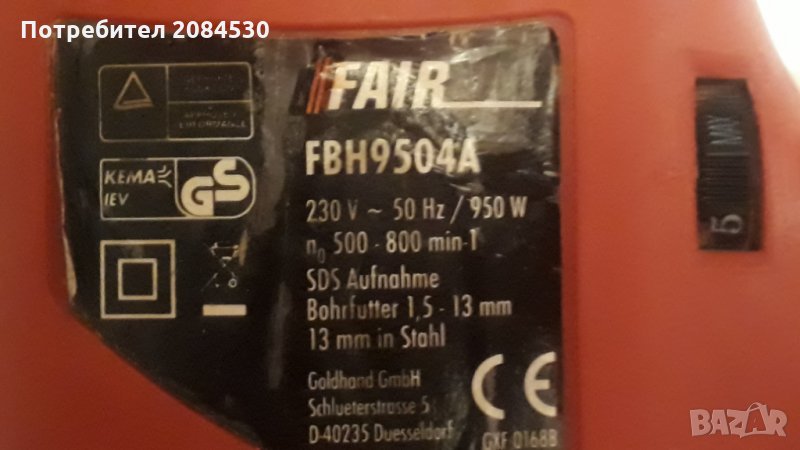 Потребител 2084530
FAIR
FBH9504A
KEMA
IEV
GS
230 V ~ 50 Hz / 950 W
n0 500 - 800 min-1
SDS Aufnahme
Bohrfutter 1,5 - 13 mm
13 mm in Stahl
Goldhand GmbH
Schlueterstrasse 5
D-40235 Duesseldorf
CE
GXF 0168B
MAX
5
BAZAR